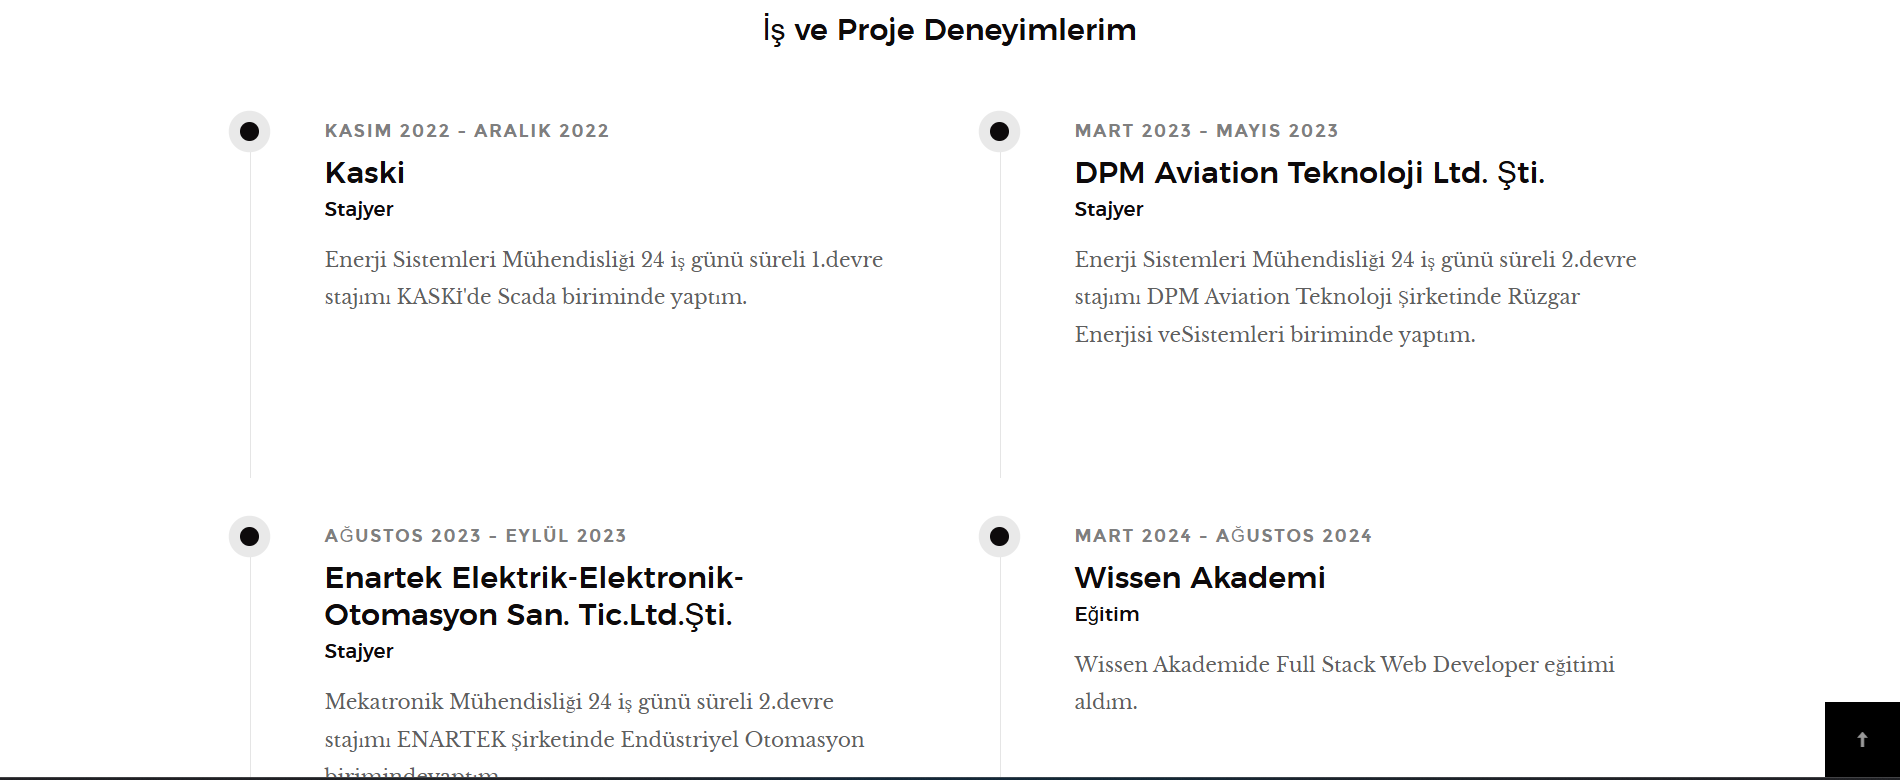 İş ve Proje Deneyimlerim
KASIM 2022 - ARALIK 2022
Kaski
Stajyer
Enerji Sistemleri Mühendisliği 24 iş günü süreli 1.devre
stajımı KASKİ'de Scada biriminde yaptım.
MART 2023 - MAYIS 2023
DPM Aviation Teknoloji Ltd. Şti.
Stajyer
Enerji Sistemleri Mühendisliği 24 iş günü süreli 2.devre
stajımı DPM Aviation Teknoloji Şirketinde Rüzgar
Enerjisi veSistemleri biriminde yaptım.
AĞUSTOS 2023 - EYLÜL 2023
Enartek Elektrik-Elektronik-
Otomasyon San. Tic.Ltd.Şti.
Stajyer
Mekatronik Mühendisliği 24 iş günü süreli 2.devre
stajımı ENARTEK Şirketinde Endüstriyel Otomasyon
birimindeyaptım.
MART 2024 - AĞUSTOS 2024
Wissen Akademi
Eğitim
Wissen Akademide Full Stack Web Developer eğitimi
aldım.